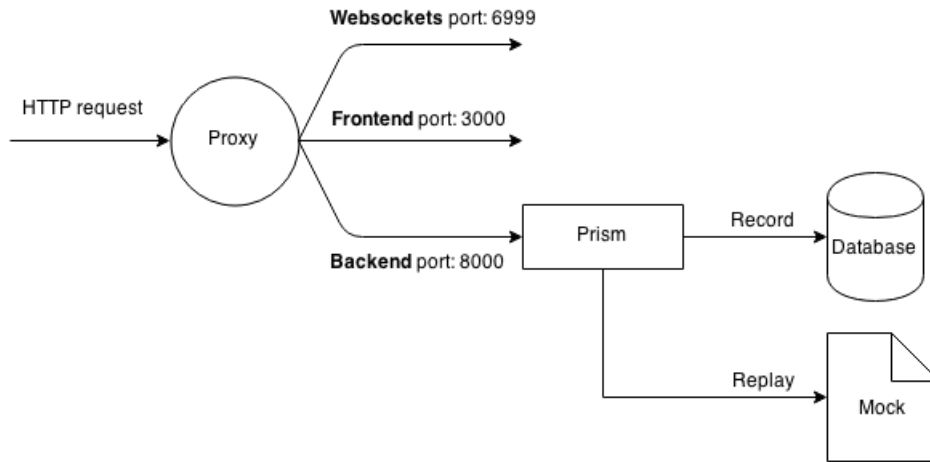 Websockets port: 6999
HTTP request
Proxy
Frontend port: 3000
Backend port: 8000
Prism
Record
Database
Replay
Mock